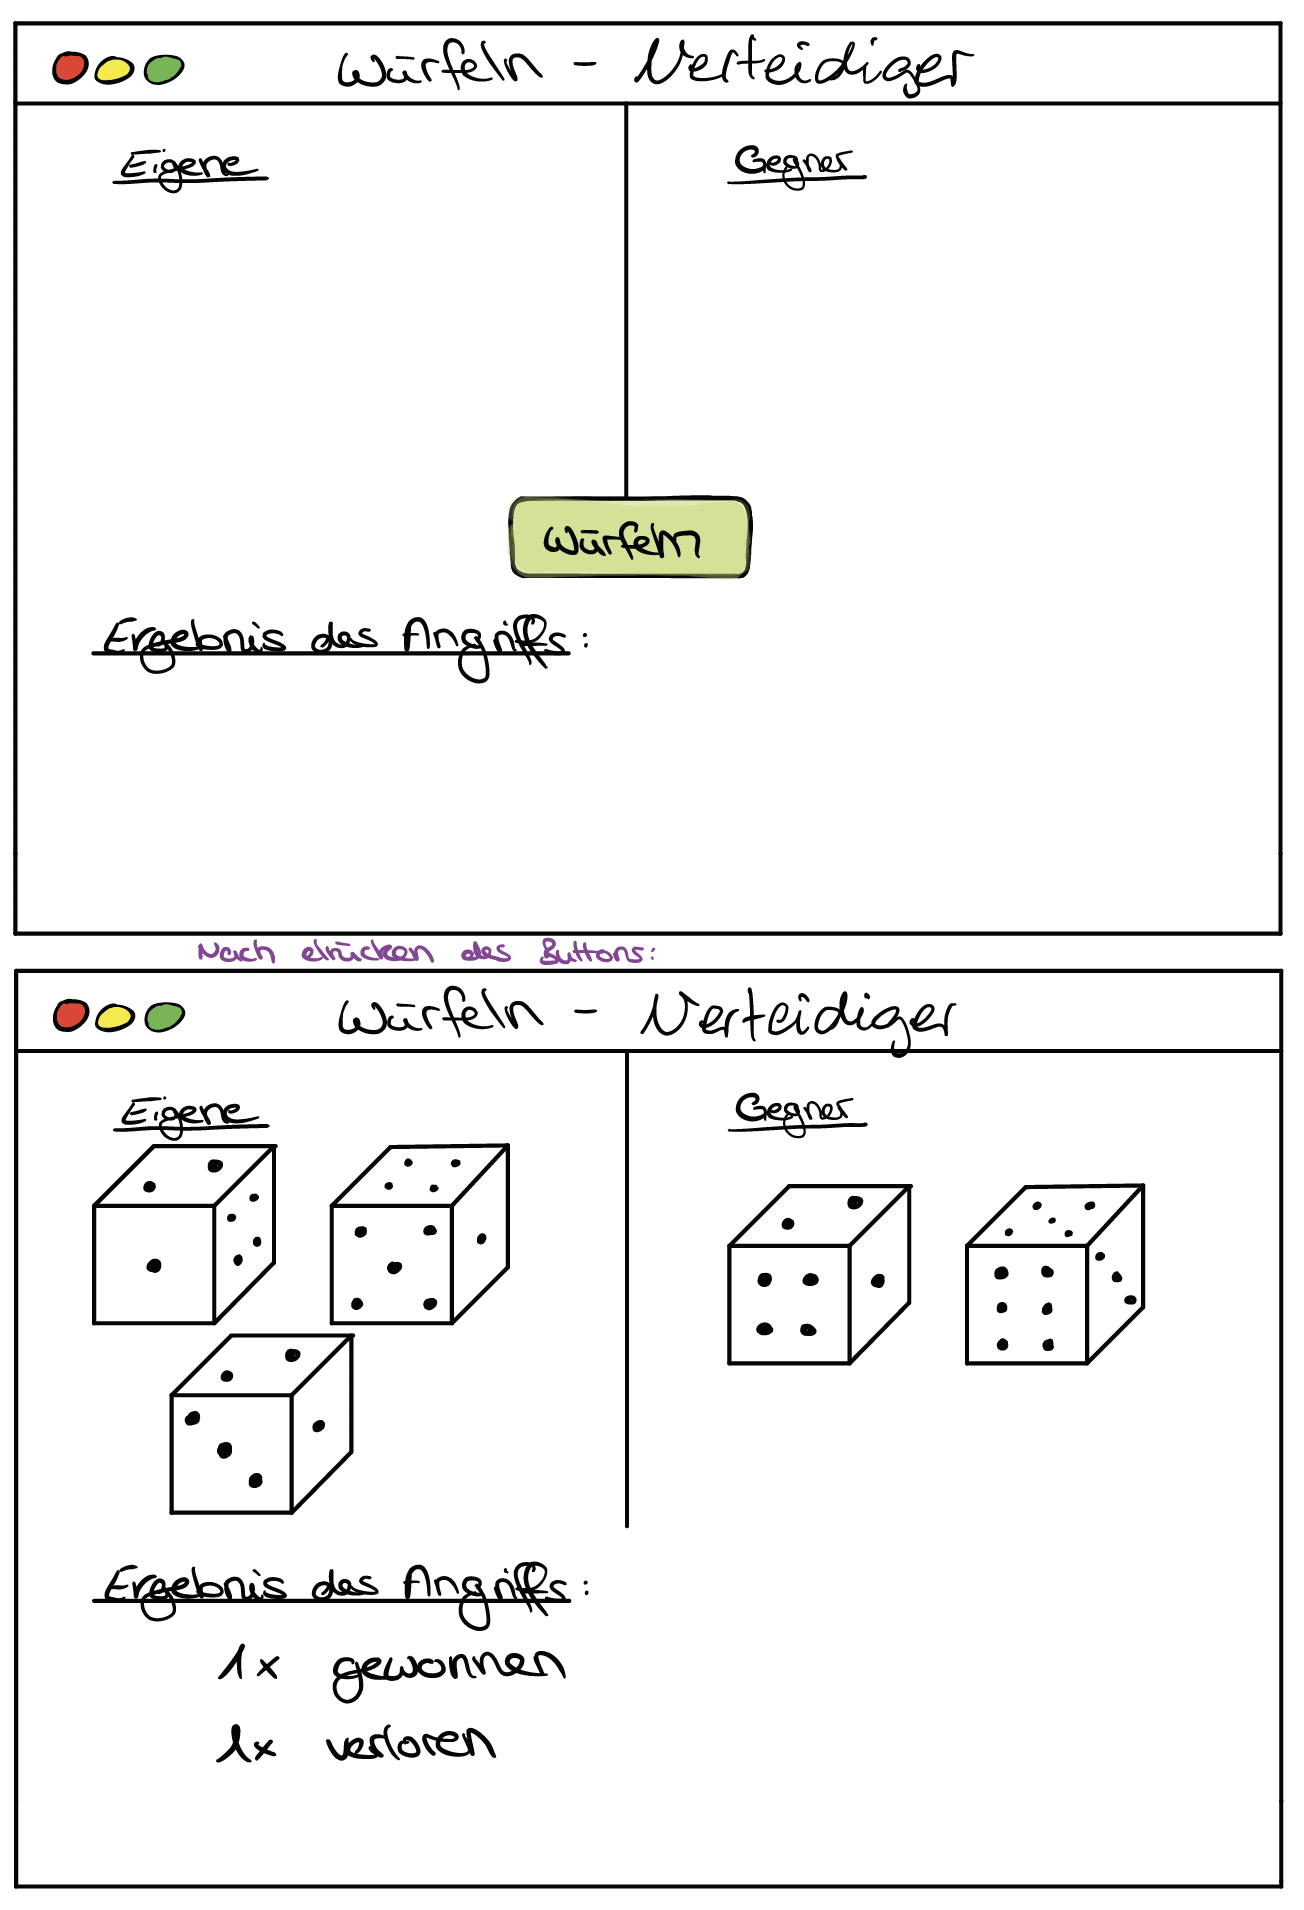 Würfeln - Verteidiger
Eigene
Gegner
Würfeln
Ergebnis des Angriffs:
Nach drücken des Buttons:
Würfeln - Verteidiger
Eigene
Gegner
Ergebnis des Angriffs:
1x gewonnen
1x verloren